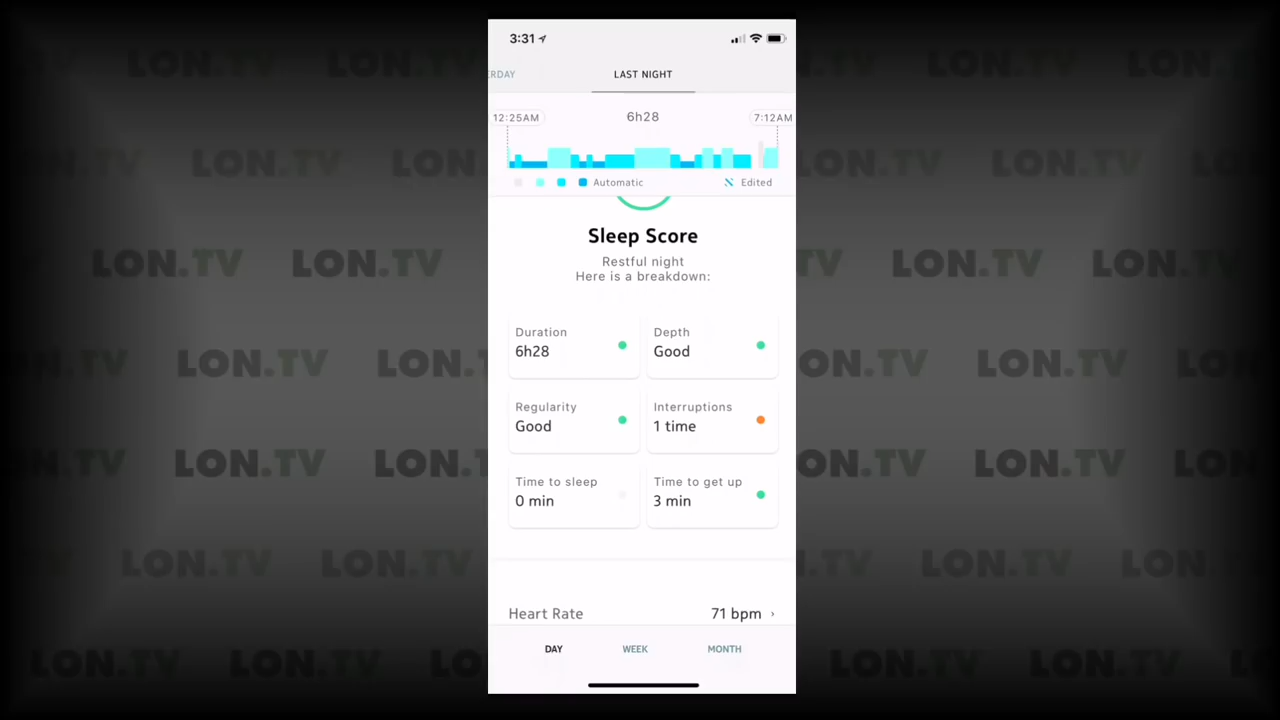 3:31
ERDAY
LAST NIGHT
12:25AM
6h28
7:12AM
Automatic
Edited
Sleep Score
Restful night
Here is a breakdown:
Duration
6h28
Depth
Good
Regularity
Good
Interruptions
1 time
Time to sleep
0 min
Time to get up
3 min
Heart Rate
71 bpm
DAY
WEEK
MONTH
LON.TV